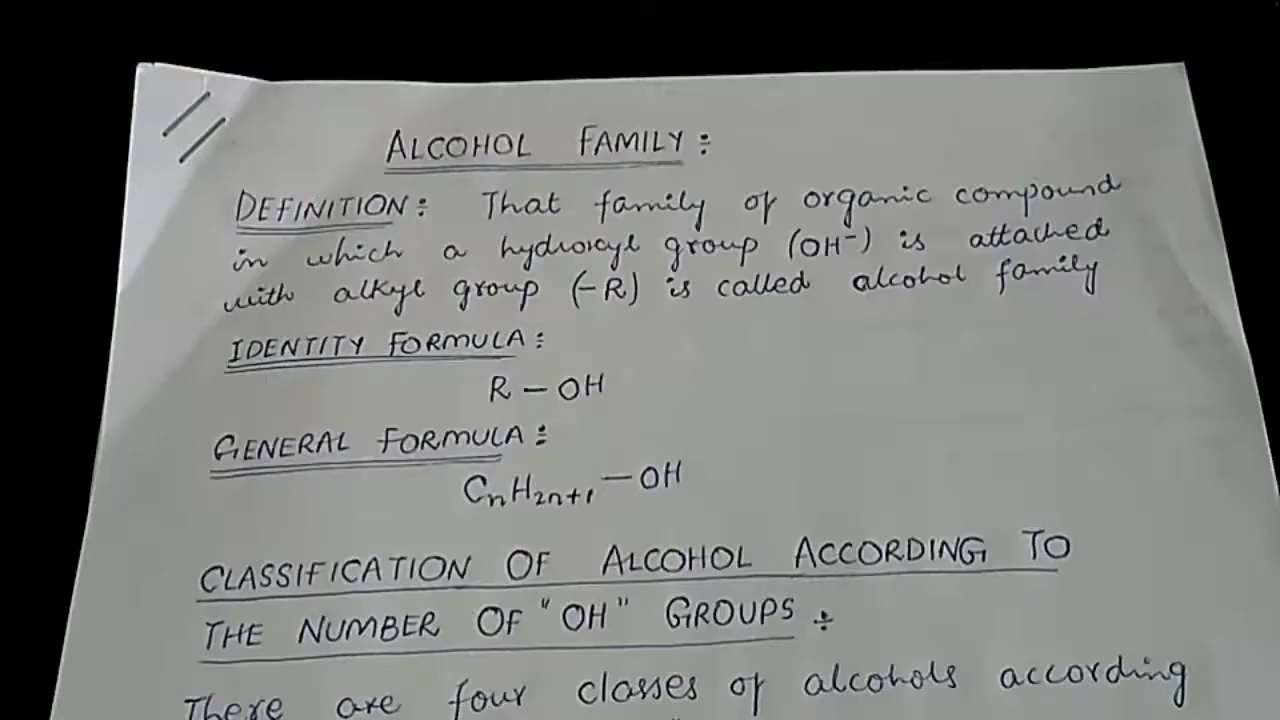 ALCOHOL FAMILY:
DEFINITION: That family of organic compound
in which a hydroxyl group (OH⁻) is attached
with alkyl group (-R) is called alcohol family
IDENTITY FORMULA:
R - OH
GENERAL FORMULA:
CₙH₂ₙ₊₁ - OH
CLASSIFICATION OF ALCOHOL ACCORDING TO
THE NUMBER OF "OH" GROUPS ÷
There are four classes of alcohols according